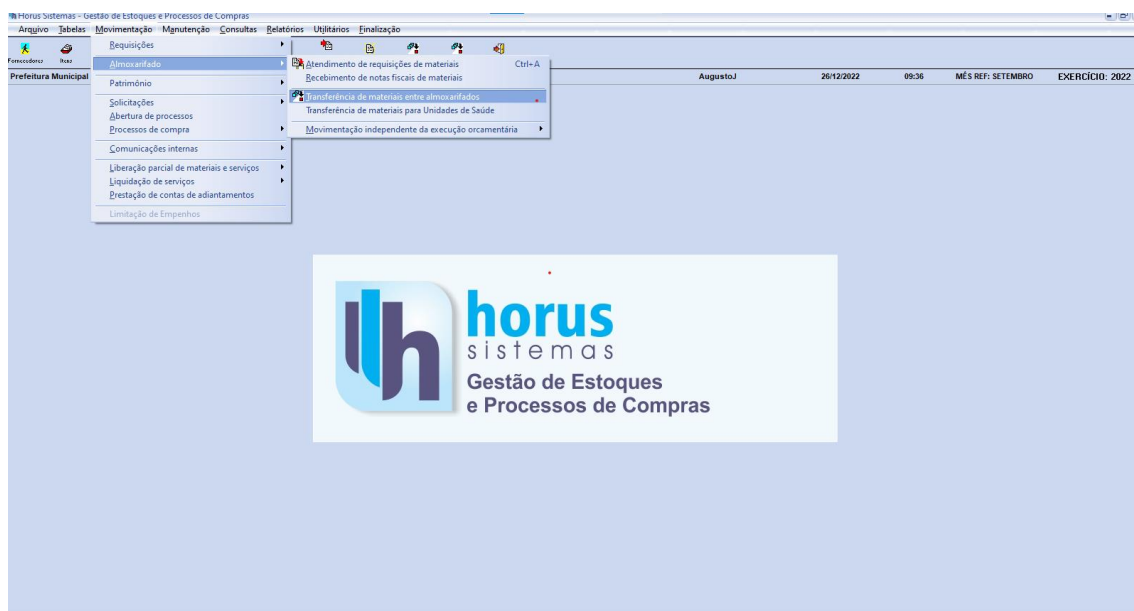 Horus Sistemas - Gestão de Estoques e Processos de Compras
Arquivo Tabelas Movimentação Manutenção Consultas Relatórios Utilitários Finalização
Fornecedores Itens
Prefeitura Municipal AugustoJ 26/12/2022 09:36 MÊS REF: SETEMBRO EXERCÍCIO: 2022
Requisições
Almoxarifado
Patrimônio
Solicitações
Abertura de processos
Processos de compra
Comunicações internas
Liberação parcial de materiais e serviços
Liquidação de serviços
Prestação de contas de adiantamentos
Limitação de Empenhos
Atendimento de requisições de materiais Ctrl+A
Recebimento de notas fiscais de materiais
Transferência de materiais entre almoxarifados
Transferência de materiais para Unidades de Saúde
Movimentação independente da execução orcamentária
horus
sistemas
Gestão de Estoques
e Processos de Compras